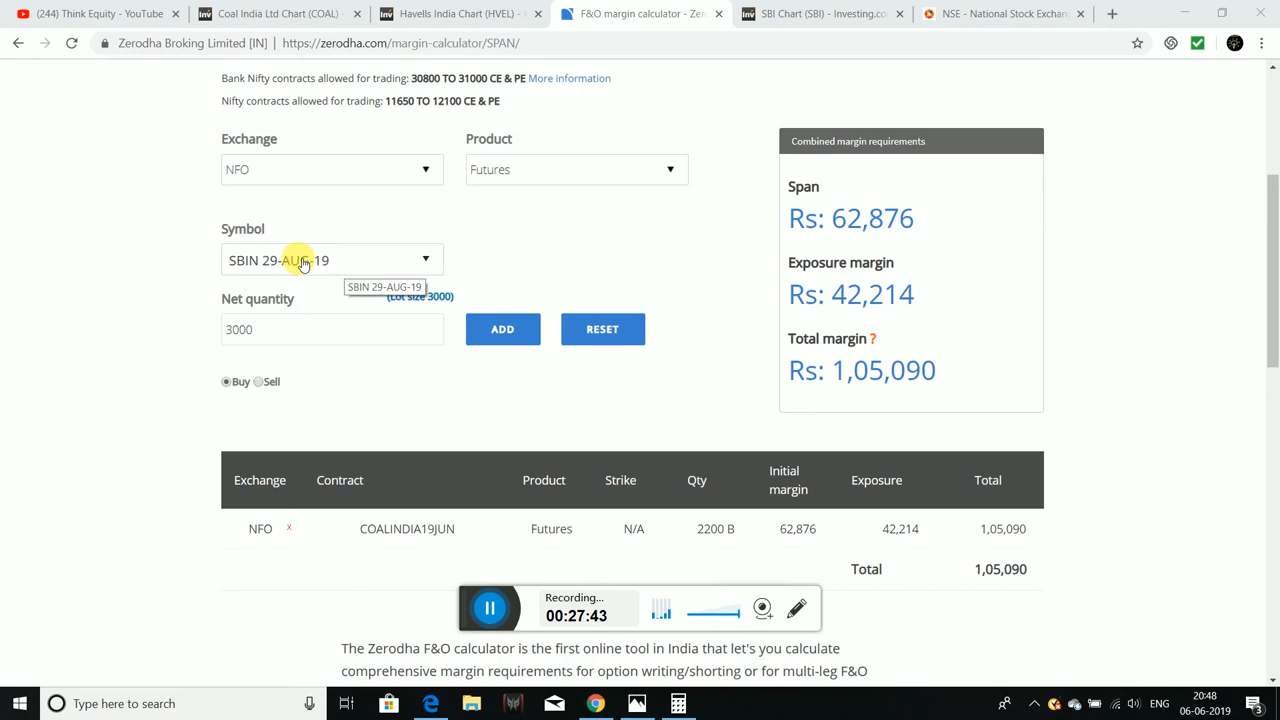 (244) Think Equity - YouTube
Coal India Ltd Chart (COAL) -
Havells India Chart (HVEL) -
F&O margin calculator - Zero
SBI Chart (SBI) - Investing.co
NSE - National Stock Exchan
Zerodha Broking Limited [IN] | https://zerodha.com/margin-calculator/SPAN/
Bank Nifty contracts allowed for trading: 30800 TO 31000 CE & PE More information
Nifty contracts allowed for trading: 11650 TO 12100 CE & PE
Exchange
Product
NFO
Futures
Symbol
SBIN 29-AUG-19
SBIN 29-AUG-19
Net quantity
(Lot size 3000)
3000
ADD
RESET
Buy
Sell
Combined margin requirements
Span
Rs: 62,876
Exposure margin
Rs: 42,214
Total margin ?
Rs: 1,05,090
Exchange Contract Product Strike Qty Initial margin Exposure Total
NFO x COALINDIA19JUN Futures N/A 2200 B 62,876 42,214 1,05,090
Total 1,05,090
Recording...
00:27:43
The Zerodha F&O calculator is the first online tool in India that let's you calculate
comprehensive margin requirements for option writing/shorting or for multi-leg F&O
Type here to search
ENG
20:48
06-06-2019
3